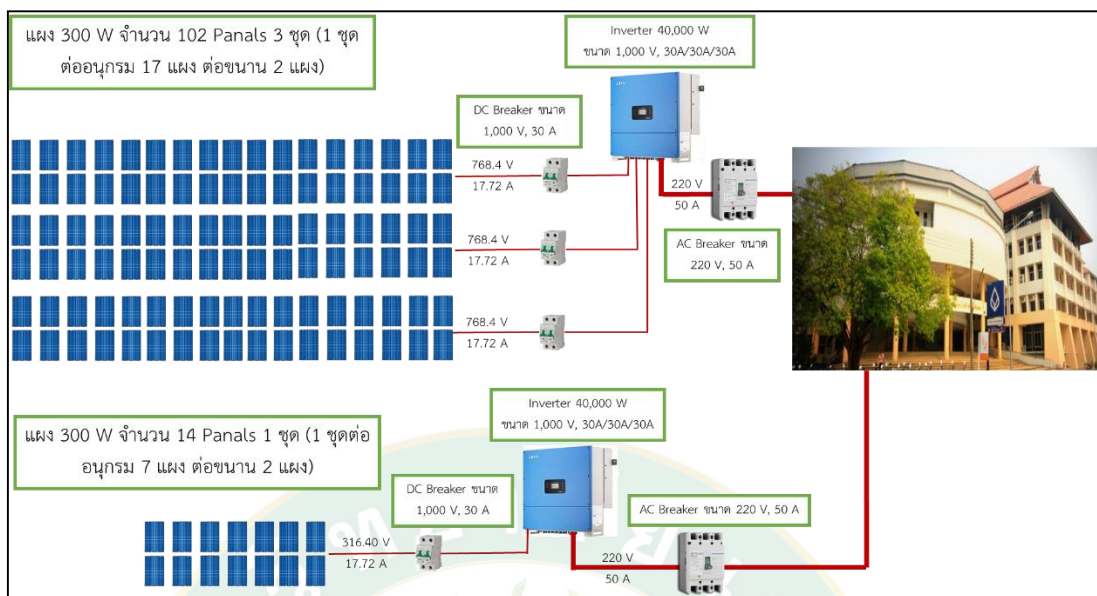 แผง 300 W จำนวน 102 Panals 3 ชุด (1 ชุด
ต่ออนุกรม 17 แผง ต่อขนาน 2 แผง)
Inverter 40,000 W
ขนาด 1,000 V, 30A/30A/30A
DC Breaker ขนาด
1,000 V, 30 A
768.4 V
17.72 A
220 V
50 A
AC Breaker ขนาด
220 V, 50 A
768.4 V
17.72 A
768.4 V
17.72 A
แผง 300 W จำนวน 14 Panals 1 ชุด (1 ชุดต่อ
อนุกรม 7 แผง ต่อขนาน 2 แผง)
Inverter 40,000 W
ขนาด 1,000 V, 30A/30A/30A
DC Breaker ขนาด
1,000 V, 30 A
AC Breaker ขนาด 220 V, 50 A
316.40 V
17.72 A
220 V
50 A